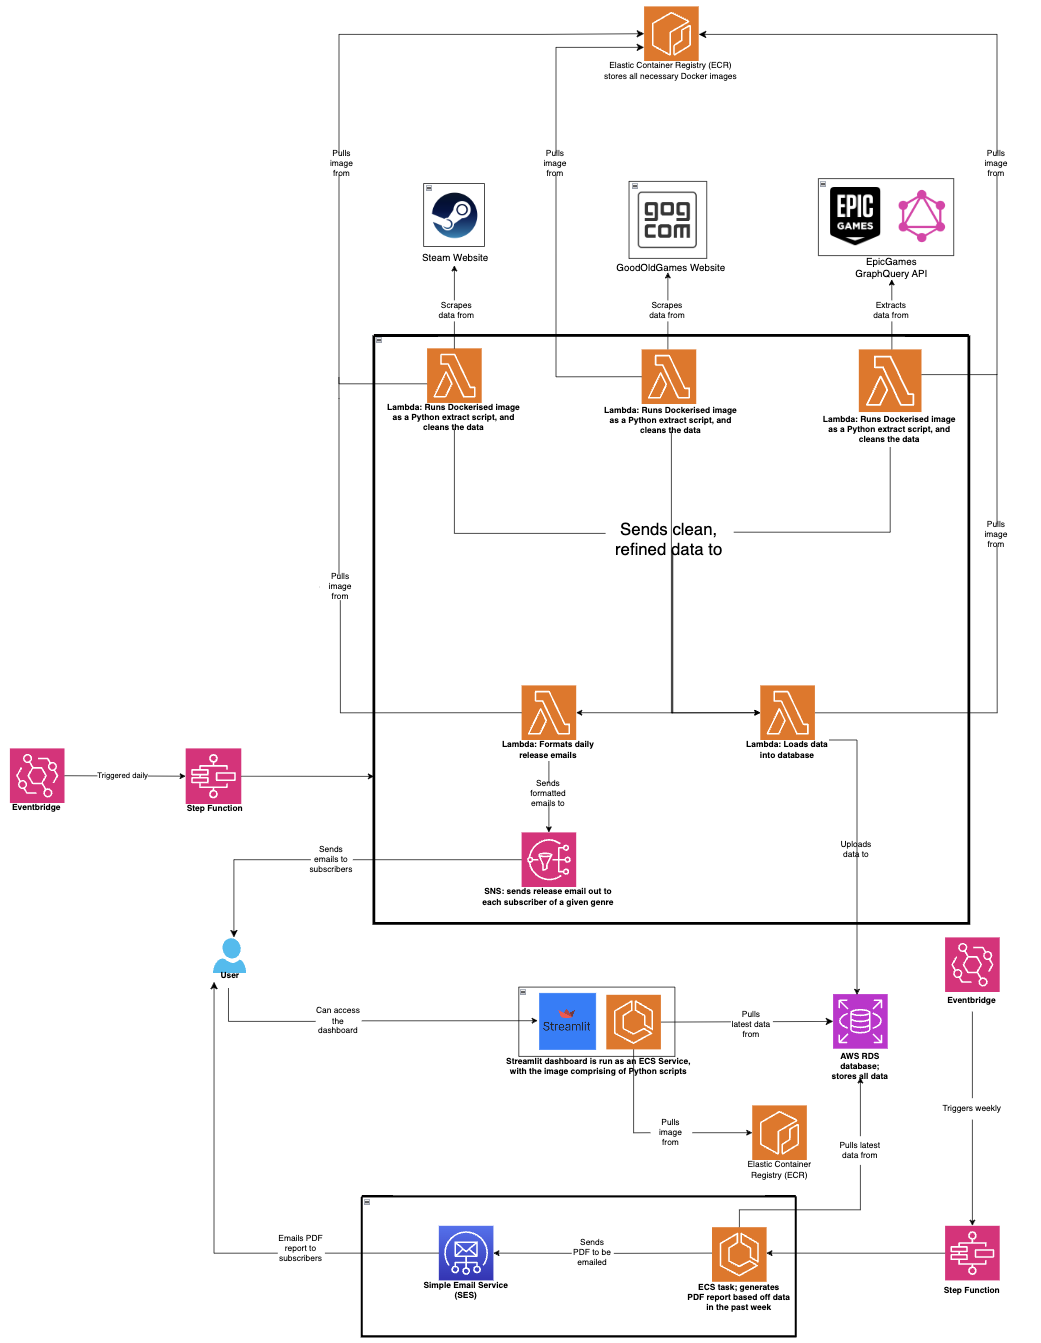 Elastic Container Registry (ECR)
stores all necessary Docker images
Pulls
image
from
Pulls
image
from
Pulls
image
from
gog
com
EPIC
GAMES
Steam Website
GoodOldGames Website
EpicGames
GraphQuery API
Scrapes
data from
Scrapes
data from
Extracts
data from
Lambda: Runs Dockerised image
as a Python extract script, and
cleans the data
Lambda: Runs Dockerised image
as a Python extract script, and
cleans the data
Lambda: Runs Dockerised image
as a Python extract script, and
cleans the data
Sends clean,
refined data to
Pulls
image
from
Pulls
image
from
Lambda: Formats daily
release emails
Lambda: Loads data
into database
Eventbridge
Triggered daily
Step Function
Sends
formatted
emails to
Uploads
data to
Sends
emails to
subscribers
SNS: sends release email out to
each subscriber of a given genre
User
Can access
the
dashboard
Streamlit
Streamlit dashboard is run as an ECS Service,
with the image comprising of Python scripts
Pulls
latest data
from
AWS RDS
database;
stores all data
Eventbridge
Triggers weekly
Pulls
image
from
Elastic Container
Registry (ECR)
Pulls latest
data from
Emails PDF
report to
subscribers
Simple Email Service
(SES)
Sends
PDF to be
emailed
ECS task; generates
PDF report based off data
in the past week
Step Function